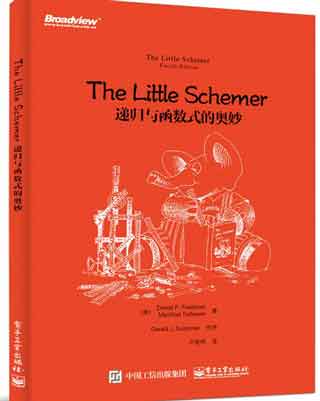 Broadview
The Little Schemer
Fourth Edition
The Little Schemer
递归与函数式的奥妙
[美]
Daniel P. Friedman
Matthias Felleisen
著
Gerald J. Sussman 作序
译
中国工信出版集团
电子工业出版社
The Little Schemer 递归与函数式的奥妙
电子工业出版社